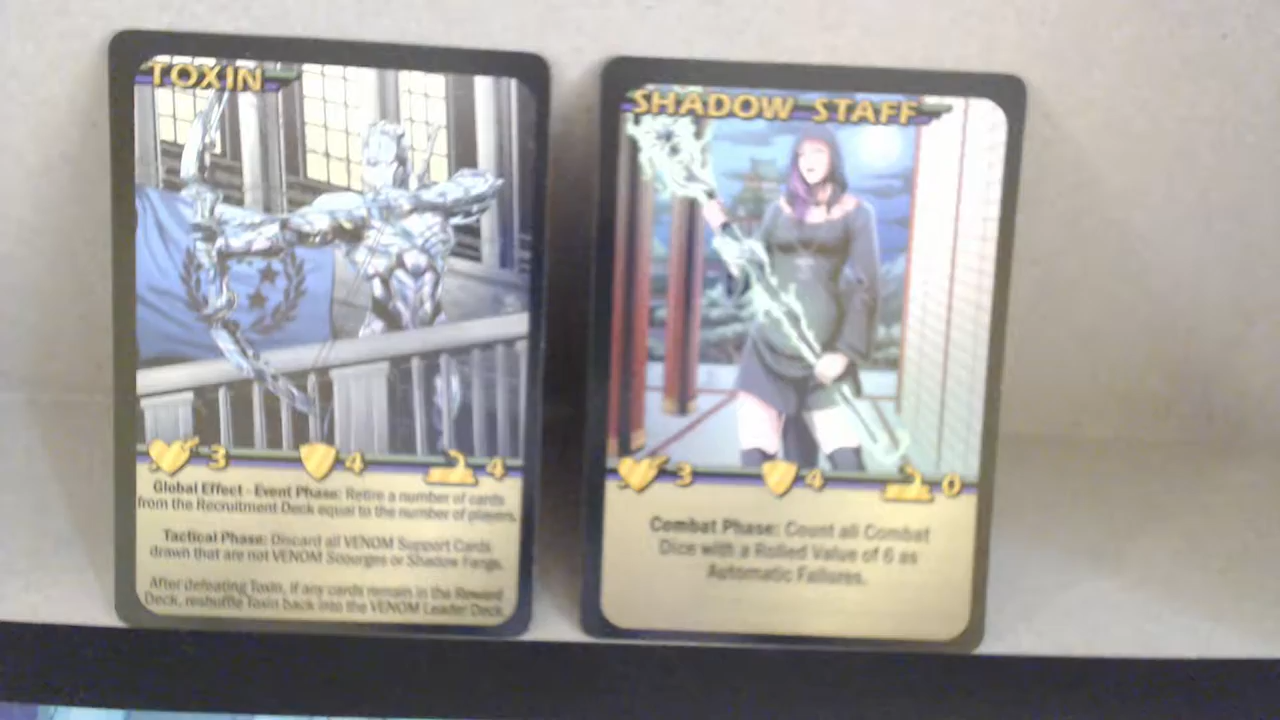 TOXIN
3
4
4
Global Effect - Event Phase: Retire a number of cards
from the Recruitment Deck equal to the number of players.
Tactical Phase: Discard all VENOM Support Cards
drawn that are not VENOM Scourges or Shadow Fangs.
After defeating Toxin, if any cards remain in the Reward
Deck, reshuffle Toxin back into the VENOM Leader Deck.
SHADOW STAFF
3
4
0
Combat Phase: Count all Combat
Dice with a Rolled Value of 6 as
Automatic Failures.